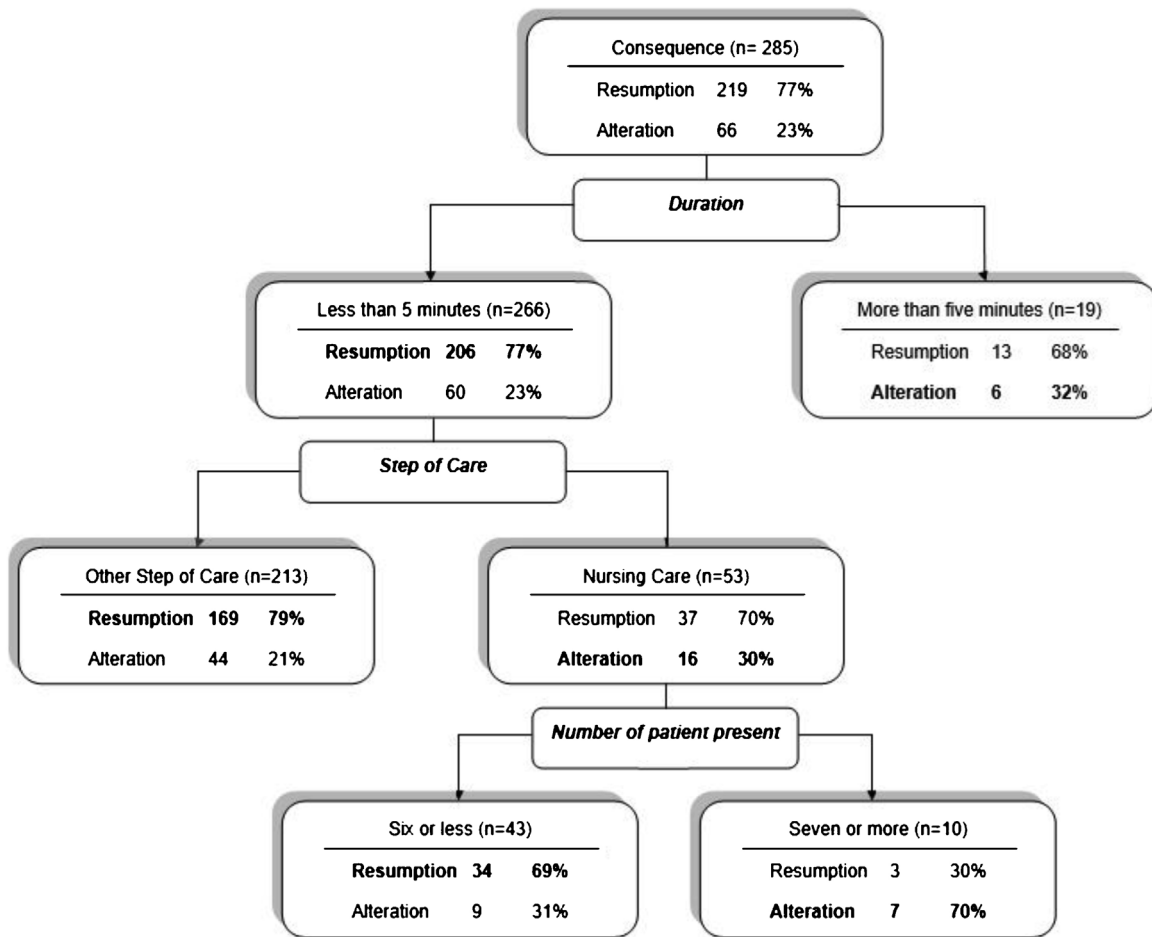 Consequence (n= 285)
Resumption 219 77%
Alteration 66 23%
Duration
Less than 5 minutes (n=266)
Resumption 206 77%
Alteration 60 23%
More than five minutes (n=19)
Resumption 13 68%
Alteration 6 32%
Step of Care
Other Step of Care (n=213)
Resumption 169 79%
Alteration 44 21%
Nursing Care (n=53)
Resumption 37 70%
Alteration 16 30%
Number of patient present
Six or less (n=43)
Resumption 34 69%
Alteration 9 31%
Seven or more (n=10)
Resumption 3 30%
Alteration 7 70%